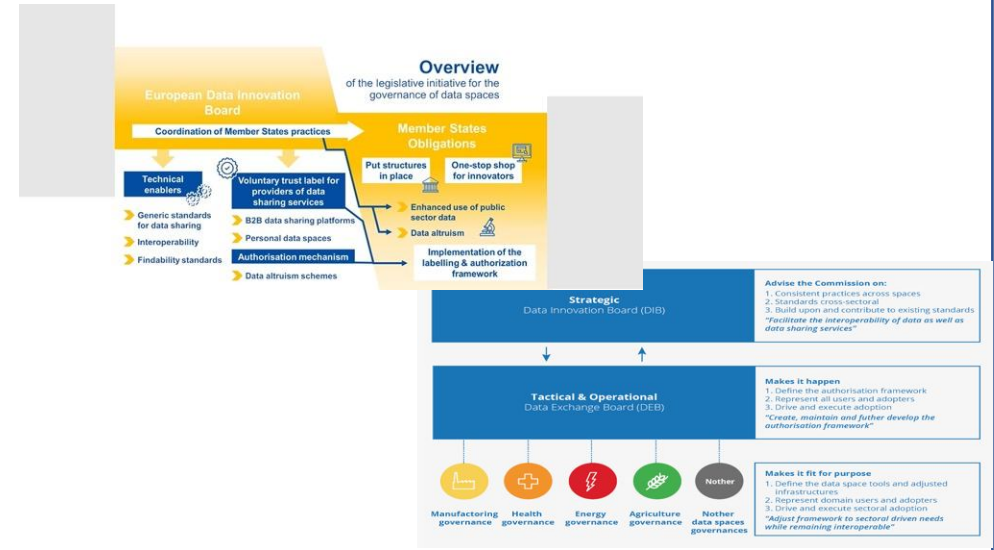 Overview
of the legislative initiative for the
governance of data spaces
European Data Innovation
Board
Coordination of Member States practices
Member States
Obligations
Technical
enablers
Generic standards
for data sharing
Interoperability
Findability standards
Voluntary trust label for
providers of data
sharing services
B2B data sharing platforms
Personal data spaces
Authorisation mechanism
Data altruism schemes
Put structures
in place
One-stop shop
for innovators
Enhanced use of public
sector data
Data altruism
Implementation of the
labelling & authorization
framework
Strategic
Data Innovation Board (DIB)
Advise the Commission on:
1. Consistent practices across spaces
2. Standards cross-sectoral
3. Build upon and contribute to existing standards
"Facilitate the interoperability of data as well as
data sharing services"
Tactical & Operational
Data Exchange Board (DEB)
Makes it happen
1. Define the authorisation framework
2. Represent all users and adopters
3. Drive and execute adoption
"Create, maintain and futher develop the
authorisation framework"
Nother
Manufactoring
governance
Health
governance
Energy
governance
Agriculture
governance
Nother
data spaces
governances
Makes it fit for purpose
1. Define the data space tools and adjusted
infrastructures
2. Represent domain users and adopters
3. Drive and execute sectoral adoption
"Adjust framework to sectoral driven needs
while remaining interoperable"